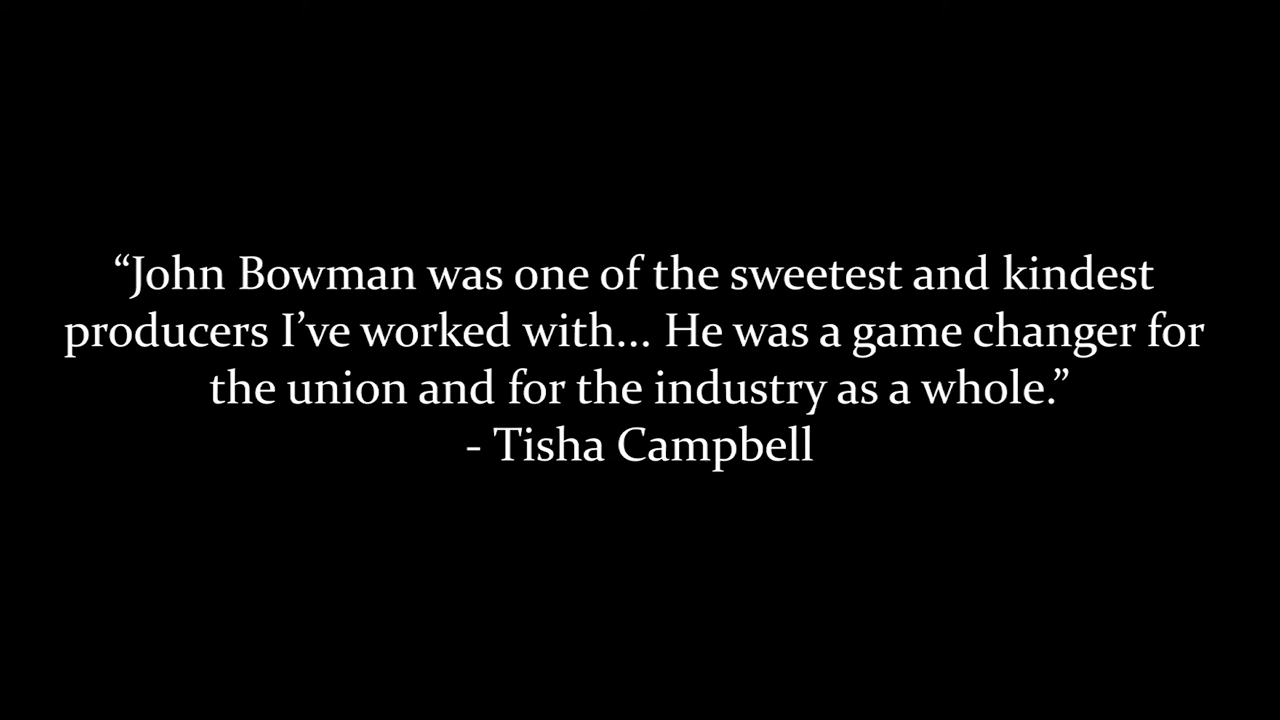 “John Bowman was one of the sweetest and kindest
producers I’ve worked with... He was a game changer for
the union and for the industry as a whole.”
- Tisha Campbell